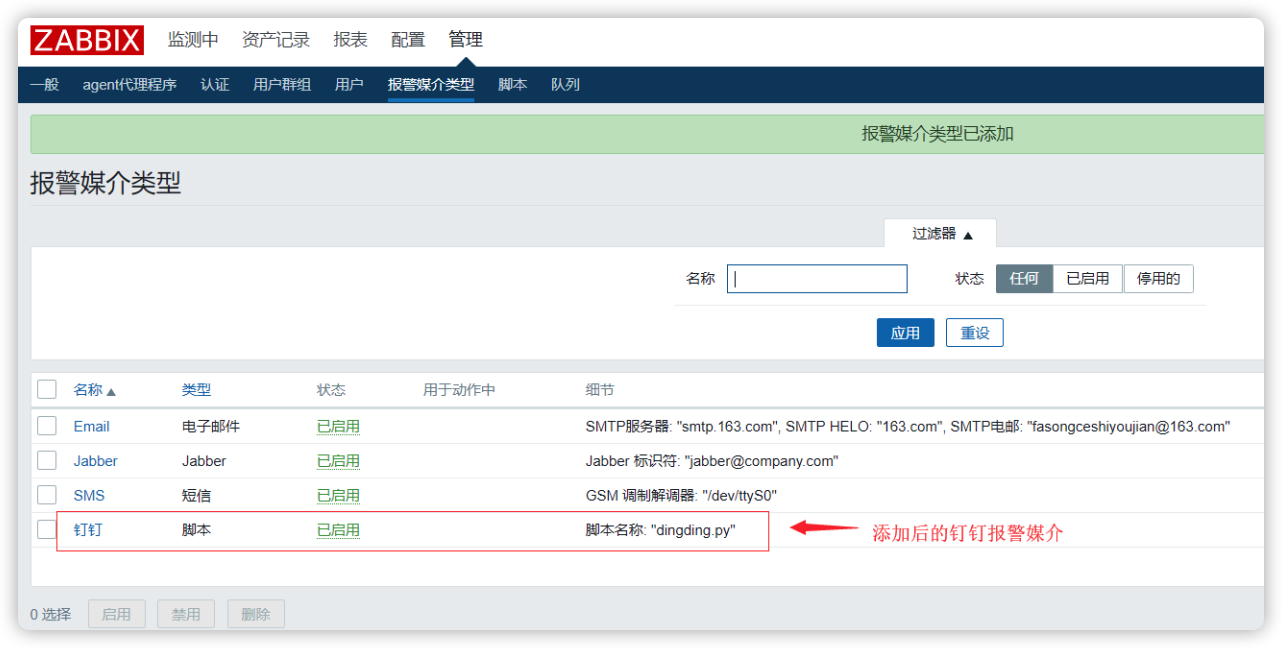 ZABBIX 监测中 资产记录 报表 配置 管理
一般 agent代理程序 认证 用户群组 用户 报警媒介类型 脚本 队列
报警媒介类型已添加
报警媒介类型
过滤器 ▲
名称 状态 任何 已启用 停用的
应用 重设
名称▲ 类型 状态 用于动作中 细节
Email 电子邮件 已启用 SMTP服务器: "smtp.163.com", SMTP HELO: "163.com", SMTP电邮: "fasongceshiyoujian@163.com"
Jabber Jabber 已启用 Jabber 标识符: "jabber@company.com"
SMS 短信 已启用 GSM 调制解调器: "/dev/ttyS0"
钉钉 脚本 已启用 脚本名称: "dingding.py" 添加后的钉钉报警媒介
0 选择 启用 禁用 删除